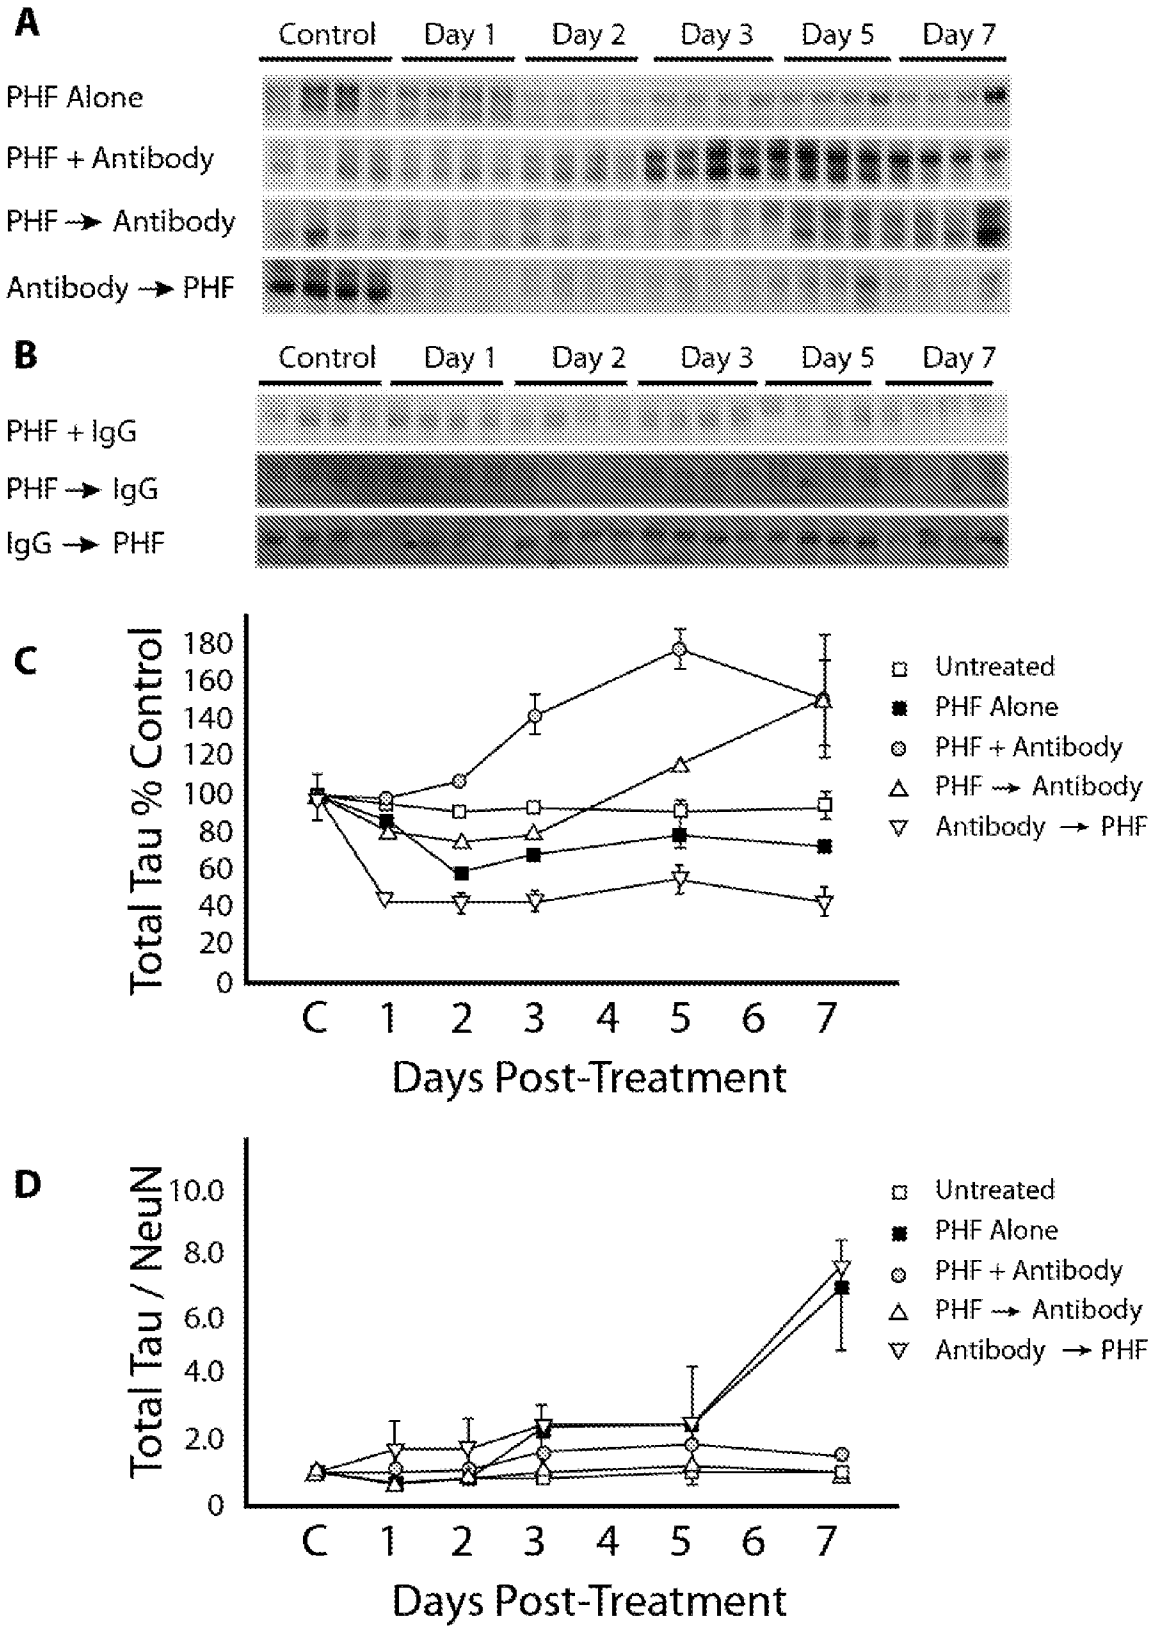 A
Control Day 1 Day 2 Day 3 Day 5 Day 7
PHF Alone
PHF + Antibody
PHF → Antibody
Antibody → PHF
B
Control Day 1 Day 2 Day 3 Day 5 Day 7
PHF + IgG
PHF → IgG
IgG → PHF
C
Total Tau % Control
180
160
140
120
100
80
60
40
20
0
C 1 2 3 4 5 6 7
Days Post-Treatment
Untreated
PHF Alone
PHF + Antibody
PHF → Antibody
Antibody → PHF
D
Total Tau / NeuN
10.0
8.0
6.0
4.0
2.0
0
C 1 2 3 4 5 6 7
Days Post-Treatment
Untreated
PHF Alone
PHF + Antibody
PHF → Antibody
Antibody → PHF